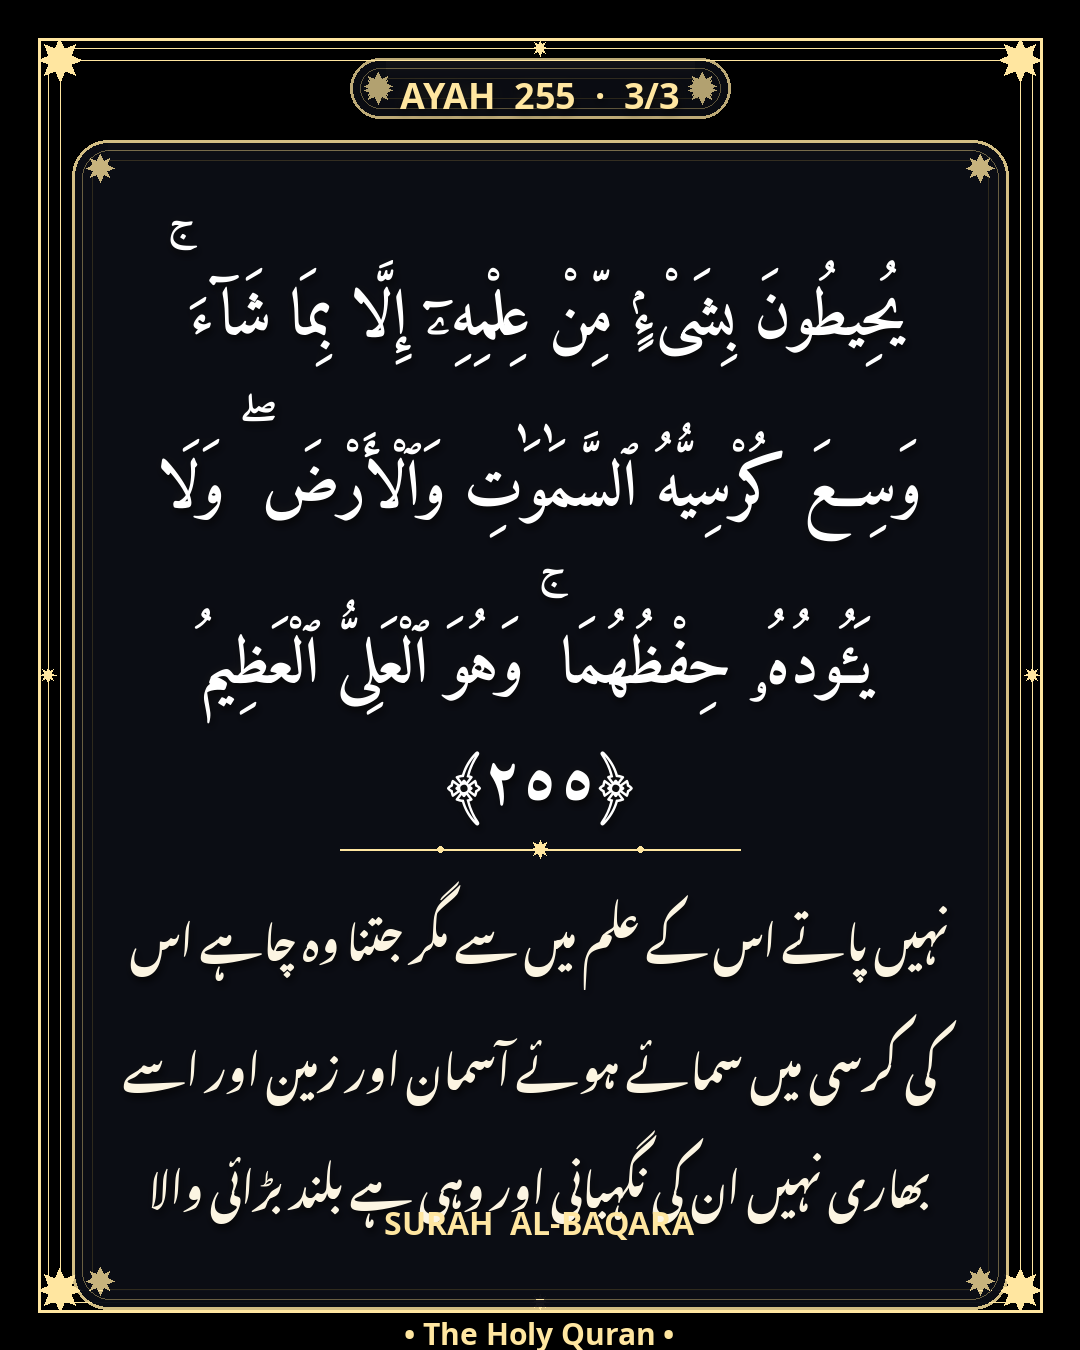 AYAH 255 · 3/3
يُحِيطُونَ بِشَىْءٍۢ مِّنْ عِلْمِهِۦٓ إِلَّا بِمَا شَآءَ ۚ
وَسِعَ كُرْسِيُّهُ ٱلسَّمَٰوَٰتِ وَٱلْأَرْضَ ۖ وَلَا
يَـُٔودُهُۥ حِفْظُهُمَا ۚ وَهُوَ ٱلْعَلِىُّ ٱلْعَظِيمُ
﴿٢٥٥﴾
نہیں پاتے اس کے علم میں سے مگر جتنا وہ چاہے اس
کی کرسی میں سمائے ہوئے آسمان اور زمین اور اسے
بھاری نہیں ان کی نگہبانی اور وہی ہے بلند بڑائی والا
SURAH AL-BAQARA
• The Holy Quran •